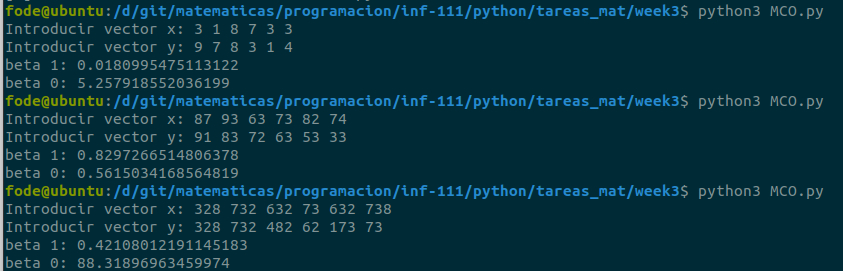 fode@ubuntu:/d/git/matematicas/programacion/inf-111/python/tareas_mat/week3$ python3 MCO.py
Introducir vector x: 3 1 8 7 3 3
Introducir vector y: 9 7 8 3 1 4
beta 1: 0.0180995475113122
beta 0: 5.257918552036199
fode@ubuntu:/d/git/matematicas/programacion/inf-111/python/tareas_mat/week3$ python3 MCO.py
Introducir vector x: 87 93 63 73 82 74
Introducir vector y: 91 83 72 63 53 33
beta 1: 0.8297266514806378
beta 0: 0.5615034168564819
fode@ubuntu:/d/git/matematicas/programacion/inf-111/python/tareas_mat/week3$ python3 MCO.py
Introducir vector x: 328 732 632 73 632 738
Introducir vector y: 328 732 482 62 173 73
beta 1: 0.42108012191145183
beta 0: 88.31896963459974